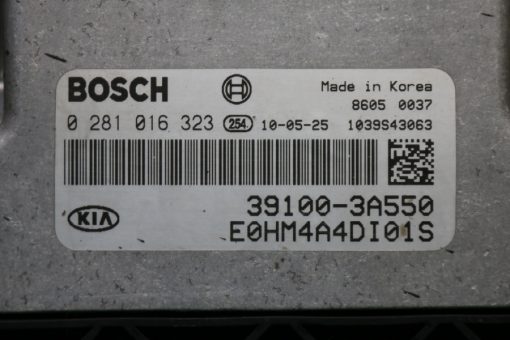 BOSCH
Made in Korea
8605 0037
0 281 016 323 254 10-05-25 1039S43063
39100-3A550
KIA
E0HM4A4DI01S